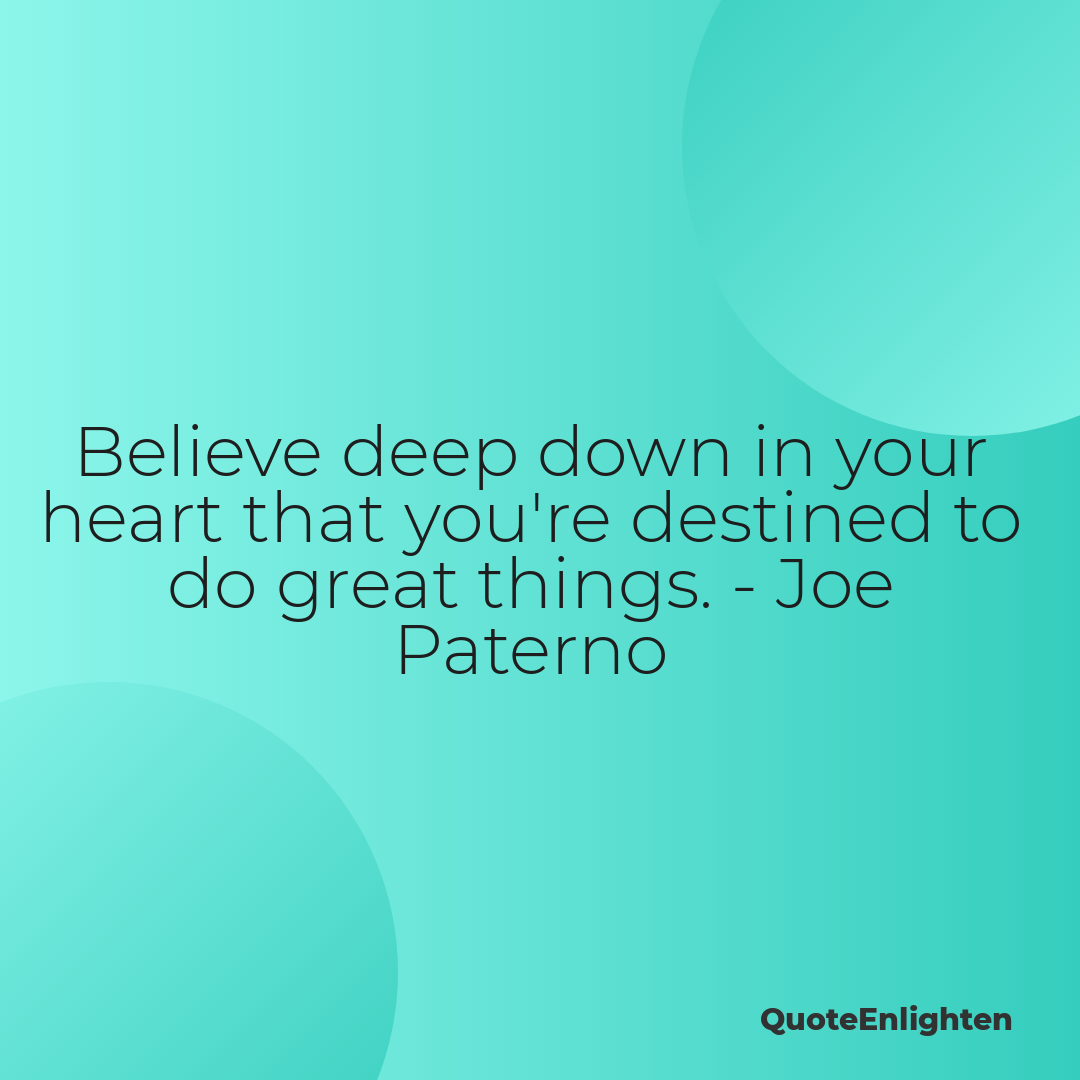 Believe deep down in your
heart that you're destined to
do great things. - Joe
Paterno
QuoteEnlighten